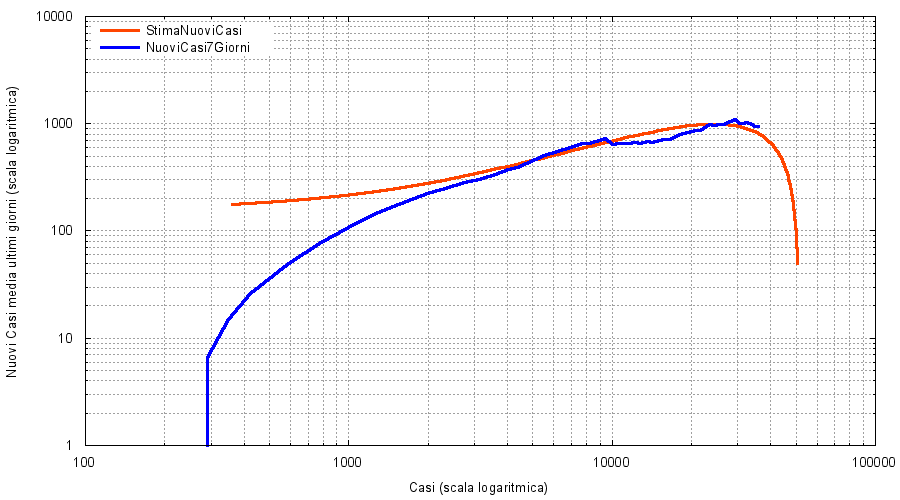 10000
StimaNuoviCasi
NuoviCasi7Giorni
1000
100
10
1
Nuovi Casi media ultimi giorni (scala logaritmica)
100
1000
10000
100000
Casi (scala logaritmica)